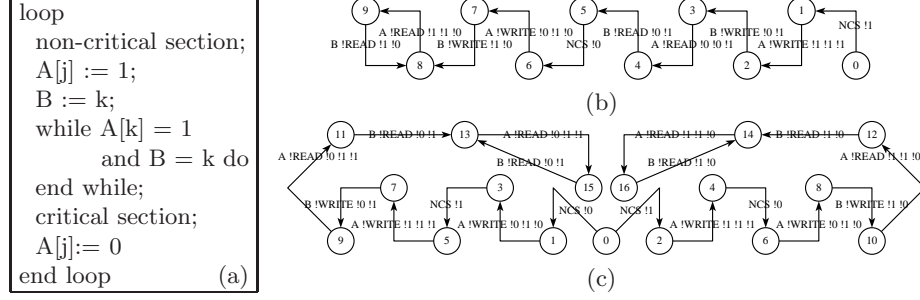 loop
non-critical section;
A[j] := 1;
B := k;
while A[k] = 1
and B = k do
end while;
critical section;
A[j]:= 0
end loop (a)
9 7 5 3 1
A !READ !1 !1 !0 A !WRITE !0 !1 !0 B !READ !0 !1 B !WRITE !0 !1 NCS !1
B !READ !1 !0 B !WRITE !1 !0 NCS !0 A !READ !0 !1 !1 A !WRITE !1 !1 !1
8 6 4 2 0
(b)
11 B !READ !0 !1 13 A !READ !0 !1 !1 A !READ !1 !1 !0 14 B !READ !1 !0 12
A !READ !0 !1 !1 B !READ !0 !1 B !READ !1 !0 A !READ !1 !1 !0
7 3 15 16 4 8
B !WRITE !0 !1 NCS !1 NCS !0 NCS !1 NCS !0 B !WRITE !1 !0
A !WRITE !1 !1 !1 A !WRITE !0 !1 !0 A !WRITE !1 !1 !1 A !WRITE !0 !1 !0
9 5 1 0 2 6 10
(c)